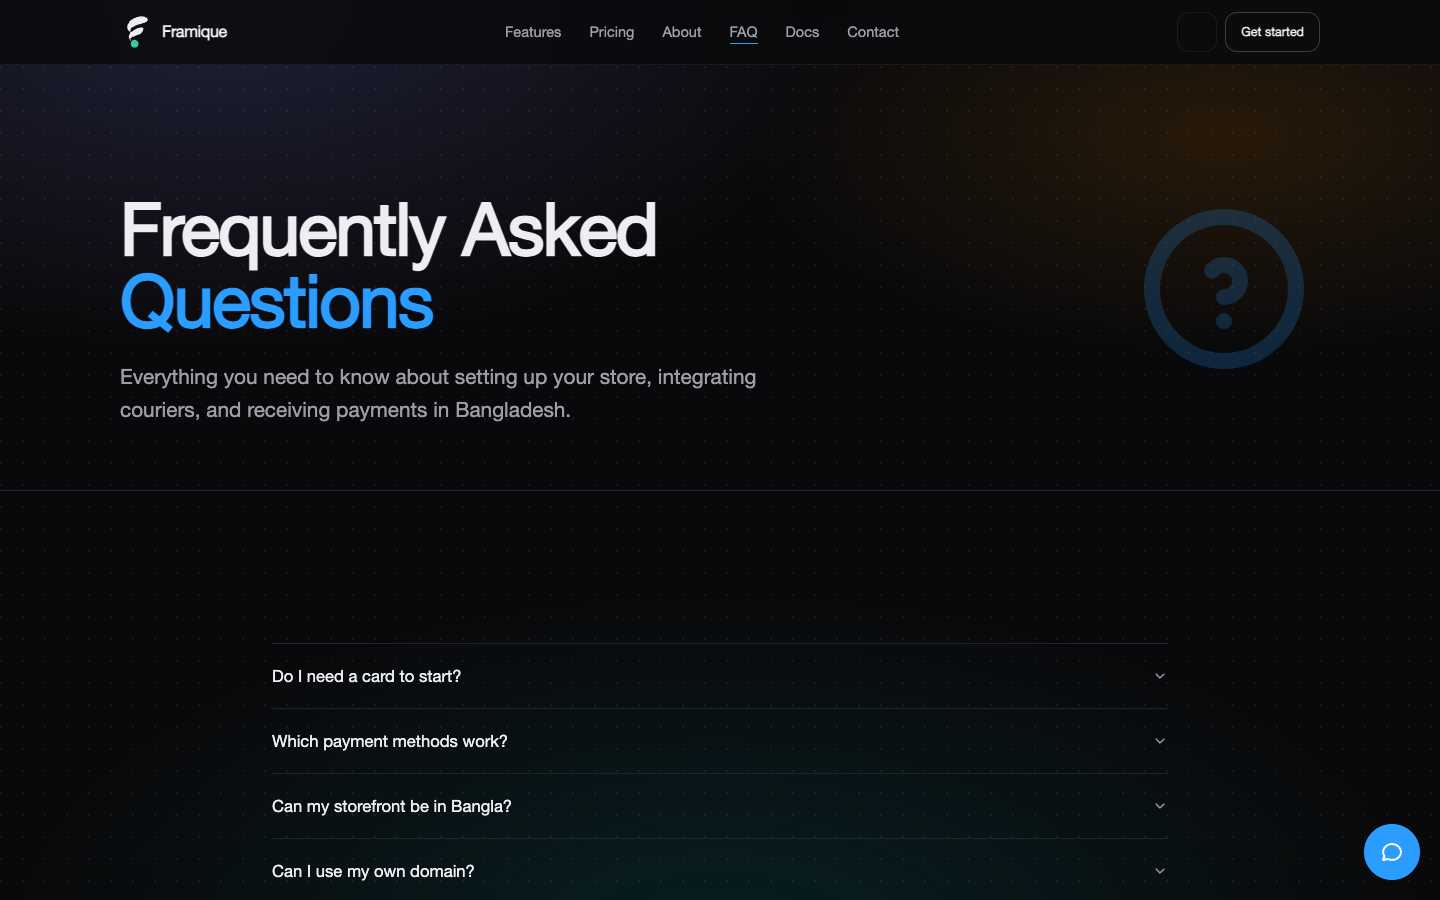 Framique
Features
Pricing
About
FAQ
Docs
Contact
Get started
Frequently Asked
Questions
Everything you need to know about setting up your store, integrating
couriers, and receiving payments in Bangladesh.
?
Do I need a card to start?
Which payment methods work?
Can my storefront be in Bangla?
Can I use my own domain?